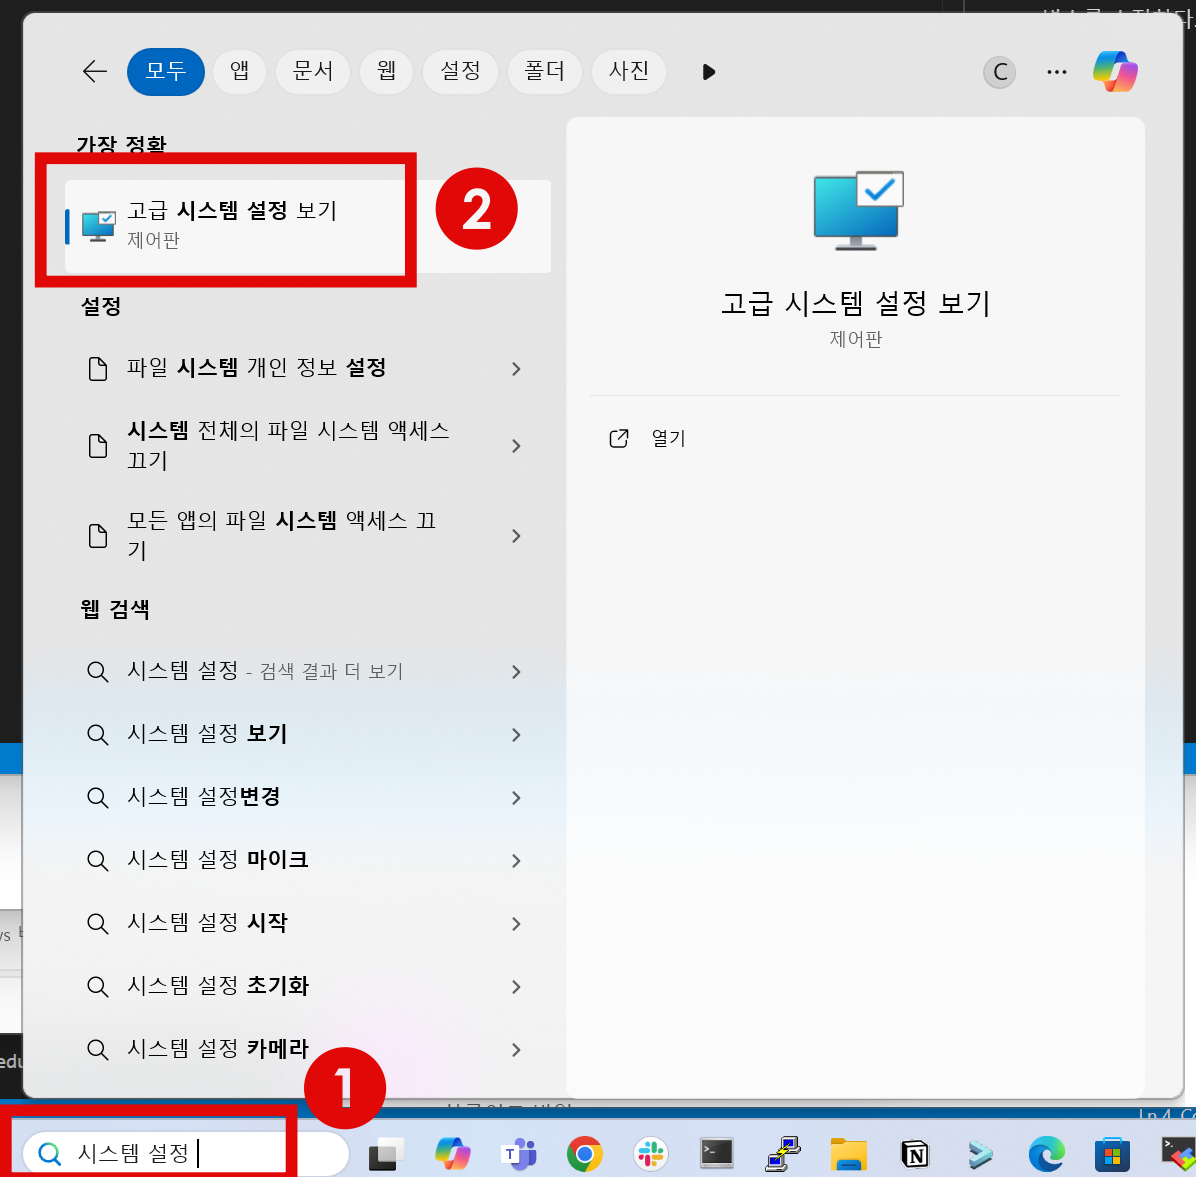 모두
앱
문서
웹
설정
폴더
사진
C
가장 정확
고급 시스템 설정 보기
제어판
2
고급 시스템 설정 보기
제어판
열기
설정
파일 시스템 개인 정보 설정
시스템 전체의 파일 시스템 액세스
끄기
모든 앱의 파일 시스템 액세스 끄
기
웹 검색
시스템 설정 - 검색 결과 더 보기
시스템 설정 보기
시스템 설정변경
시스템 설정 마이크
시스템 설정 시작
시스템 설정 초기화
시스템 설정 카메라
1
시스템 설정